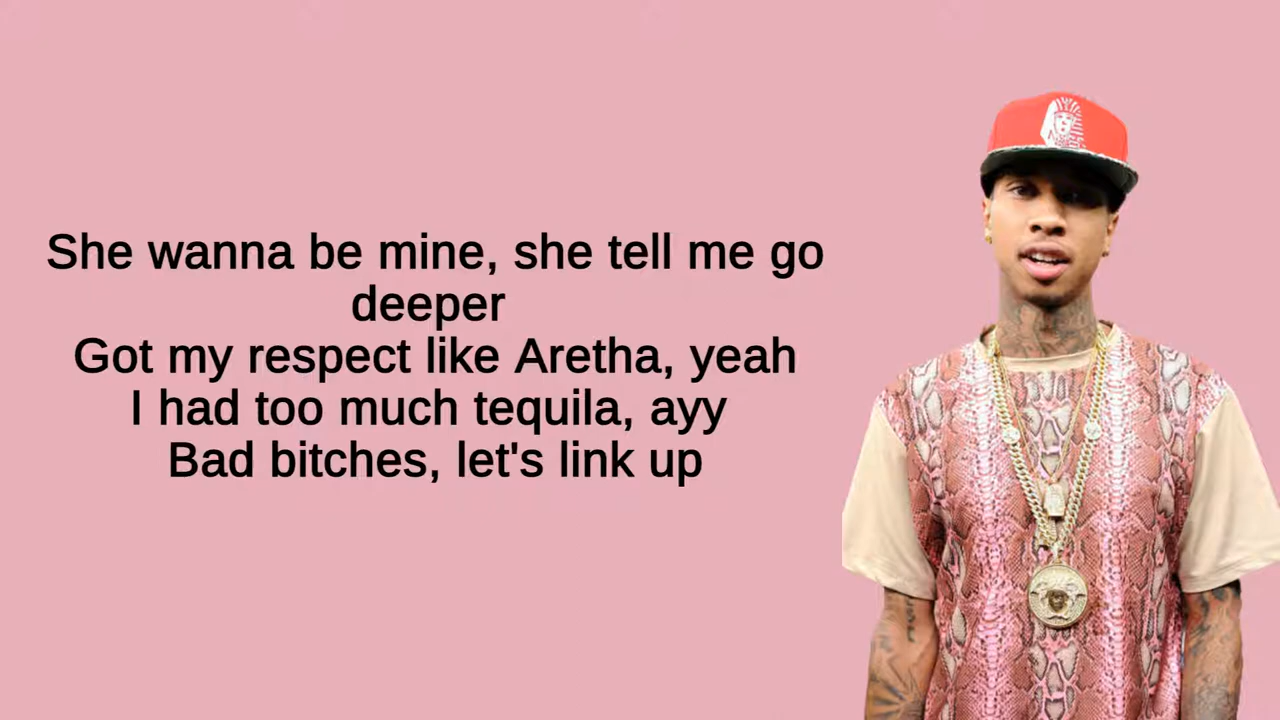 She wanna be mine, she tell me go
deeper
Got my respect like Aretha, yeah
I had too much tequila, ayy
Bad bitches, let's link up